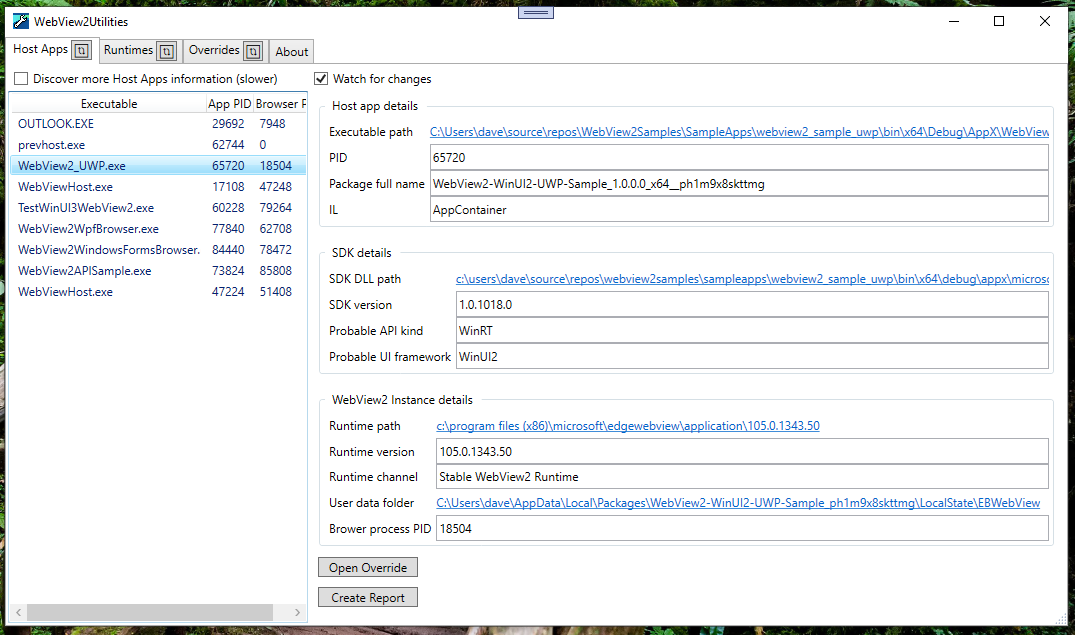 WebView2Utilities
Host Apps Runtimes Overrides About
Discover more Host Apps information (slower)
Watch for changes
Executable App PID Browser P
OUTLOOK.EXE 29692 7948
prevhost.exe 62744 0
WebView2_UWP.exe 65720 18504
WebViewHost.exe 17108 47248
TestWinUI3WebView2.exe 60228 79264
WebView2WpfBrowser.exe 77840 62708
WebView2WindowsFormsBrowser. 84440 78472
WebView2APISample.exe 73824 85808
WebViewHost.exe 47224 51408
Host app details
Executable path C:\Users\dave\source\repos\WebView2Samples\SampleApps\webview2_sample_uwp\bin\x64\Debug\AppX\WebView
PID 65720
Package full name WebView2-WinUI2-UWP-Sample_1.0.0.0_x64__ph1m9x8skttmg
IL AppContainer
SDK details
SDK DLL path c:\users\dave\source\repos\webview2samples\sampleapps\webview2_sample_uwp\bin\x64\debug\appx\microso
SDK version 1.0.1018.0
Probable API kind WinRT
Probable UI framework WinUI2
WebView2 Instance details
Runtime path c:\program files (x86)\microsoft\edgewebview\application\105.0.1343.50
Runtime version 105.0.1343.50
Runtime channel Stable WebView2 Runtime
User data folder C:\Users\dave\AppData\Local\Packages\WebView2-WinUI2-UWP-Sample_ph1m9x8skttmg\LocalState\EBWebView
Brower process PID 18504
Open Override
Create Report